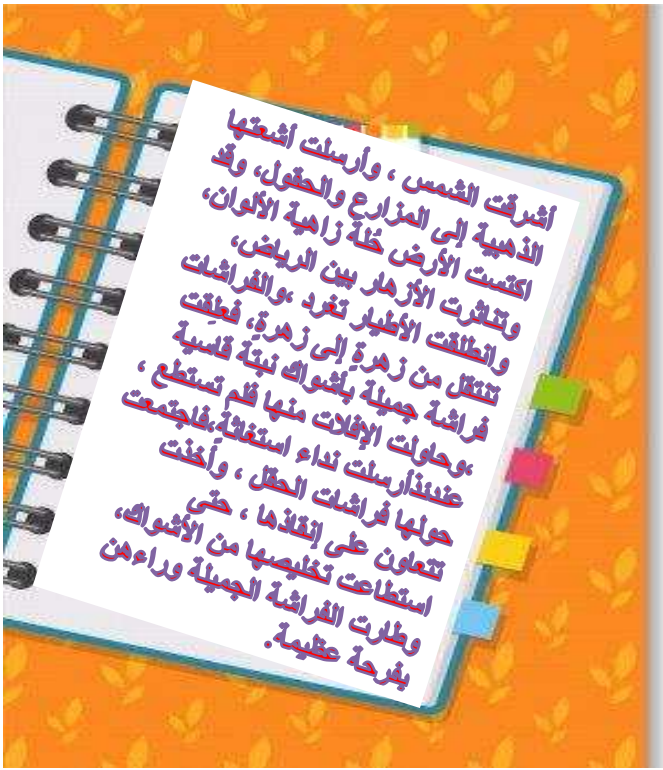 أشرقت الشمس ، وأرسلت أشعتها
الذهبية إلى المزارع والحقول، وقد
اكتست الأرض حُلة زاهية الألوان،
وتناثرت الأزهار بين الرياض،
وانطلقت الأطيار تغرد ،والفراشات
تنتقل من زهرةٍ إلى زهرةٍ، فعلِقت
فراشة جميلة بأشواك نبتة قاسية
،وحاولت الإفلات منها فلم تستطع ،
عندئذأرسلت نداء استغاثةٍ،فاجتمعت
حولها فراشات الحقل ، وأخذت
تتعاون على إنقاذها ، حتى
استطاعت تخليصها من الأشواك،
وطارت الفراشة الجميلة وراءهن
بفرحة عظيمة.